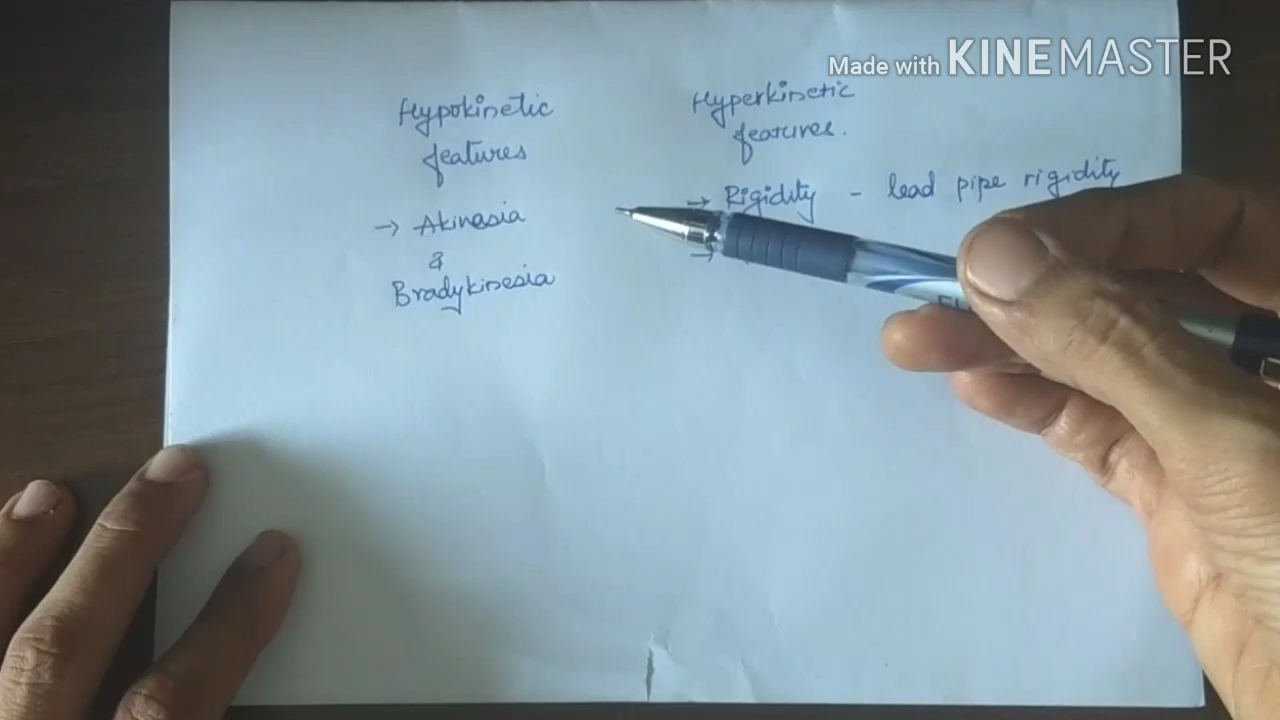 Made with KINEMASTER
Hypokinetic
features
→ Akinesia
&
Bradykinesia
Hyperkinetic
features.
→ Rigidity - lead pipe rigidity
→